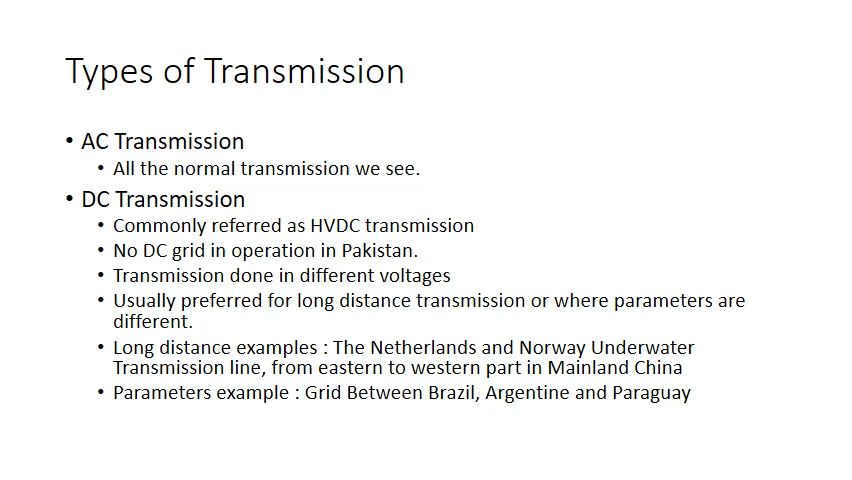 Types of Transmission
• AC Transmission
• All the normal transmission we see.
• DC Transmission
• Commonly referred as HVDC transmission
• No DC grid in operation in Pakistan.
• Transmission done in different voltages
• Usually preferred for long distance transmission or where parameters are
different.
• Long distance examples : The Netherlands and Norway Underwater
Transmission line, from eastern to western part in Mainland China
• Parameters example : Grid Between Brazil, Argentine and Paraguay